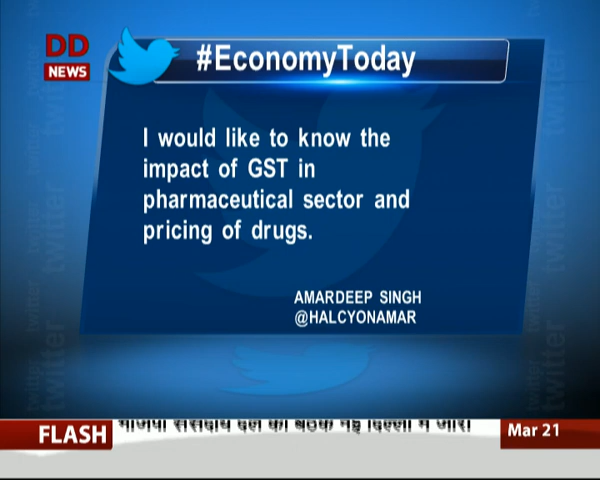 DD
NEWS
#EconomyToday
I would like to know the
impact of GST in
pharmaceutical sector and
pricing of drugs.
AMARDEEP SINGH
@HALCYONAMAR
FLASH
Mar 21
twitter